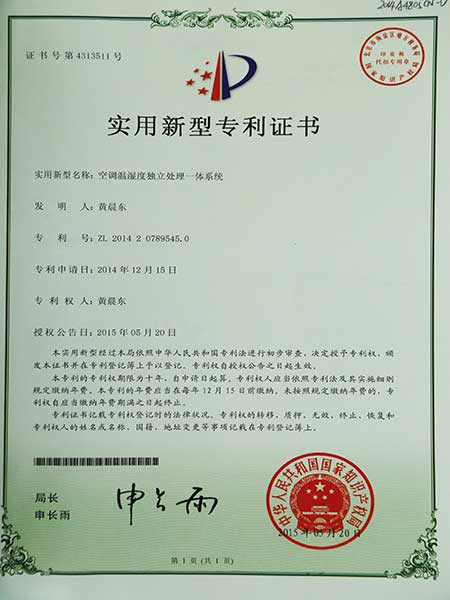 证书号第4313511号
实用新型专利证书
实用新型名称：空调温湿度独立处理一体系统
发明人：黄晨东
专利号：ZL 2014 2 0789545.0
专利申请日：2014年12月15日
专利权人：黄晨东
授权公告日：2015年05月20日
本实用新型经过本局依照中华人民共和国专利法进行初步审查，决定授予专利权，颁
发本证书并在专利登记簿上予以登记。专利权自授权公告之日起生效。
本专利的专利权期限为十年，自申请日起算。专利权人应当依照专利法及其实施细则
规定缴纳年费。本专利的年费应当在每年12月15日前缴纳。未按照规定缴纳年费的，专
利权自应当缴纳年费期满之日起终止。
专利证书记载专利权登记时的法律状况。专利权的转移、质押、无效、终止、恢复和
专利权人的姓名或名称、国籍、地址变更等事项记载在专利登记簿上。
局长
申长雨
申长雨
中华人民共和国国家知识产权局
2015年05月20日
第1页（共1页）